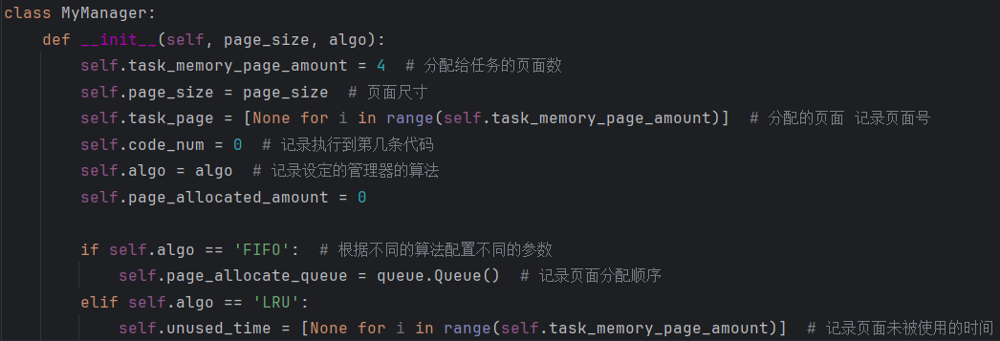 class MyManager:
    def __init__(self, page_size, algo):
        self.task_memory_page_amount = 4  # 分配给任务的页面数
        self.page_size = page_size  # 页面尺寸
        self.task_page = [None for i in range(self.task_memory_page_amount)]  # 分配的页面 记录页面号
        self.code_num = 0  # 记录执行到第几条代码
        self.algo = algo  # 记录设定的管理器的算法
        self.page_allocated_amount = 0

        if self.algo == 'FIFO':  # 根据不同的算法配置不同的参数
            self.page_allocate_queue = queue.Queue()  # 记录页面分配顺序
        elif self.algo == 'LRU':
            self.unused_time = [None for i in range(self.task_memory_page_amount)]  # 记录页面未被使用的时间